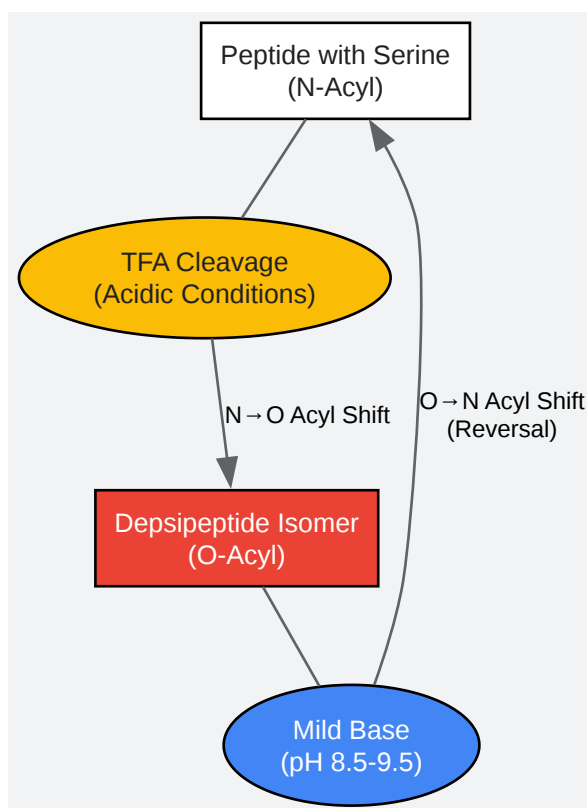 Peptide with Serine
(N-Acyl)
TFA Cleavage
(Acidic Conditions)
N→O Acyl Shift
O→N Acyl Shift
(Reversal)
Depsipeptide Isomer
(O-Acyl)
Mild Base
(pH 8.5-9.5)